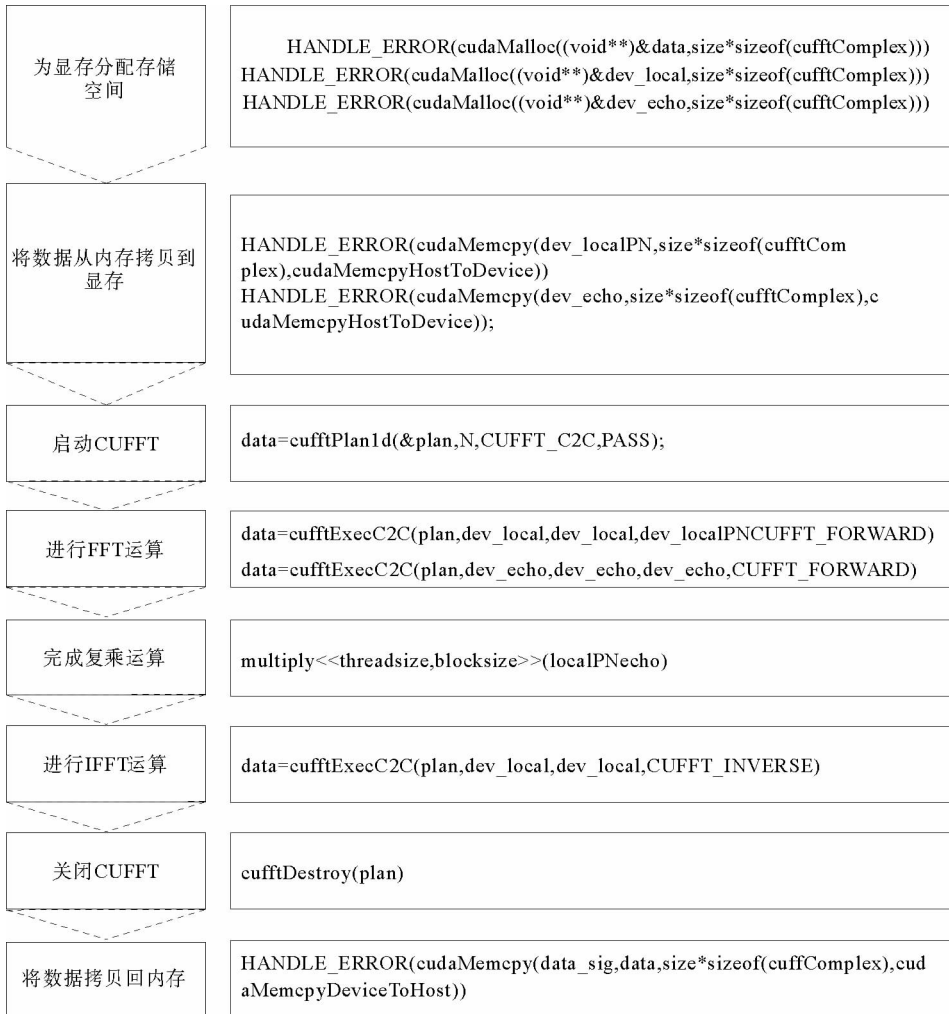 为显存分配存储
空间
HANDLE_ERROR(cudaMalloc((void**)&data,size*sizeof(cufftComplex)))
HANDLE_ERROR(cudaMalloc((void**)&dev_local,size*sizeof(cufftComplex)))
HANDLE_ERROR(cudaMalloc((void**)&dev_echo,size*sizeof(cufftComplex)))
将数据从内存拷贝到
显存
HANDLE_ERROR(cudaMemcpy(dev_localPN,size*sizeof(cufftCom
plex),cudaMemcpyHostToDevice))
HANDLE_ERROR(cudaMemcpy(dev_echo,size*sizeof(cufftComplex),c
udaMemcpyHostToDevice));
启动CUFFT
data=cufftPlan1d(&plan,N,CUFFT_C2C,PASS);
进行FFT运算
data=cufftExecC2C(plan,dev_local,dev_local,dev_localPNCUFFT_FORWARD)
data=cufftExecC2C(plan,dev_echo,dev_echo,dev_echo,CUFFT_FORWARD)
完成复乘运算
multiply<<threadsize,blocksize>>(localPNecho)
进行IFFT运算
data=cufftExecC2C(plan,dev_local,dev_local,CUFFT_INVERSE)
关闭CUFFT
cufftDestroy(plan)
将数据拷贝回内存
HANDLE_ERROR(cudaMemcpy(data_sig,data,size*sizeof(cuffComplex),cud
aMemcpyDeviceToHost))